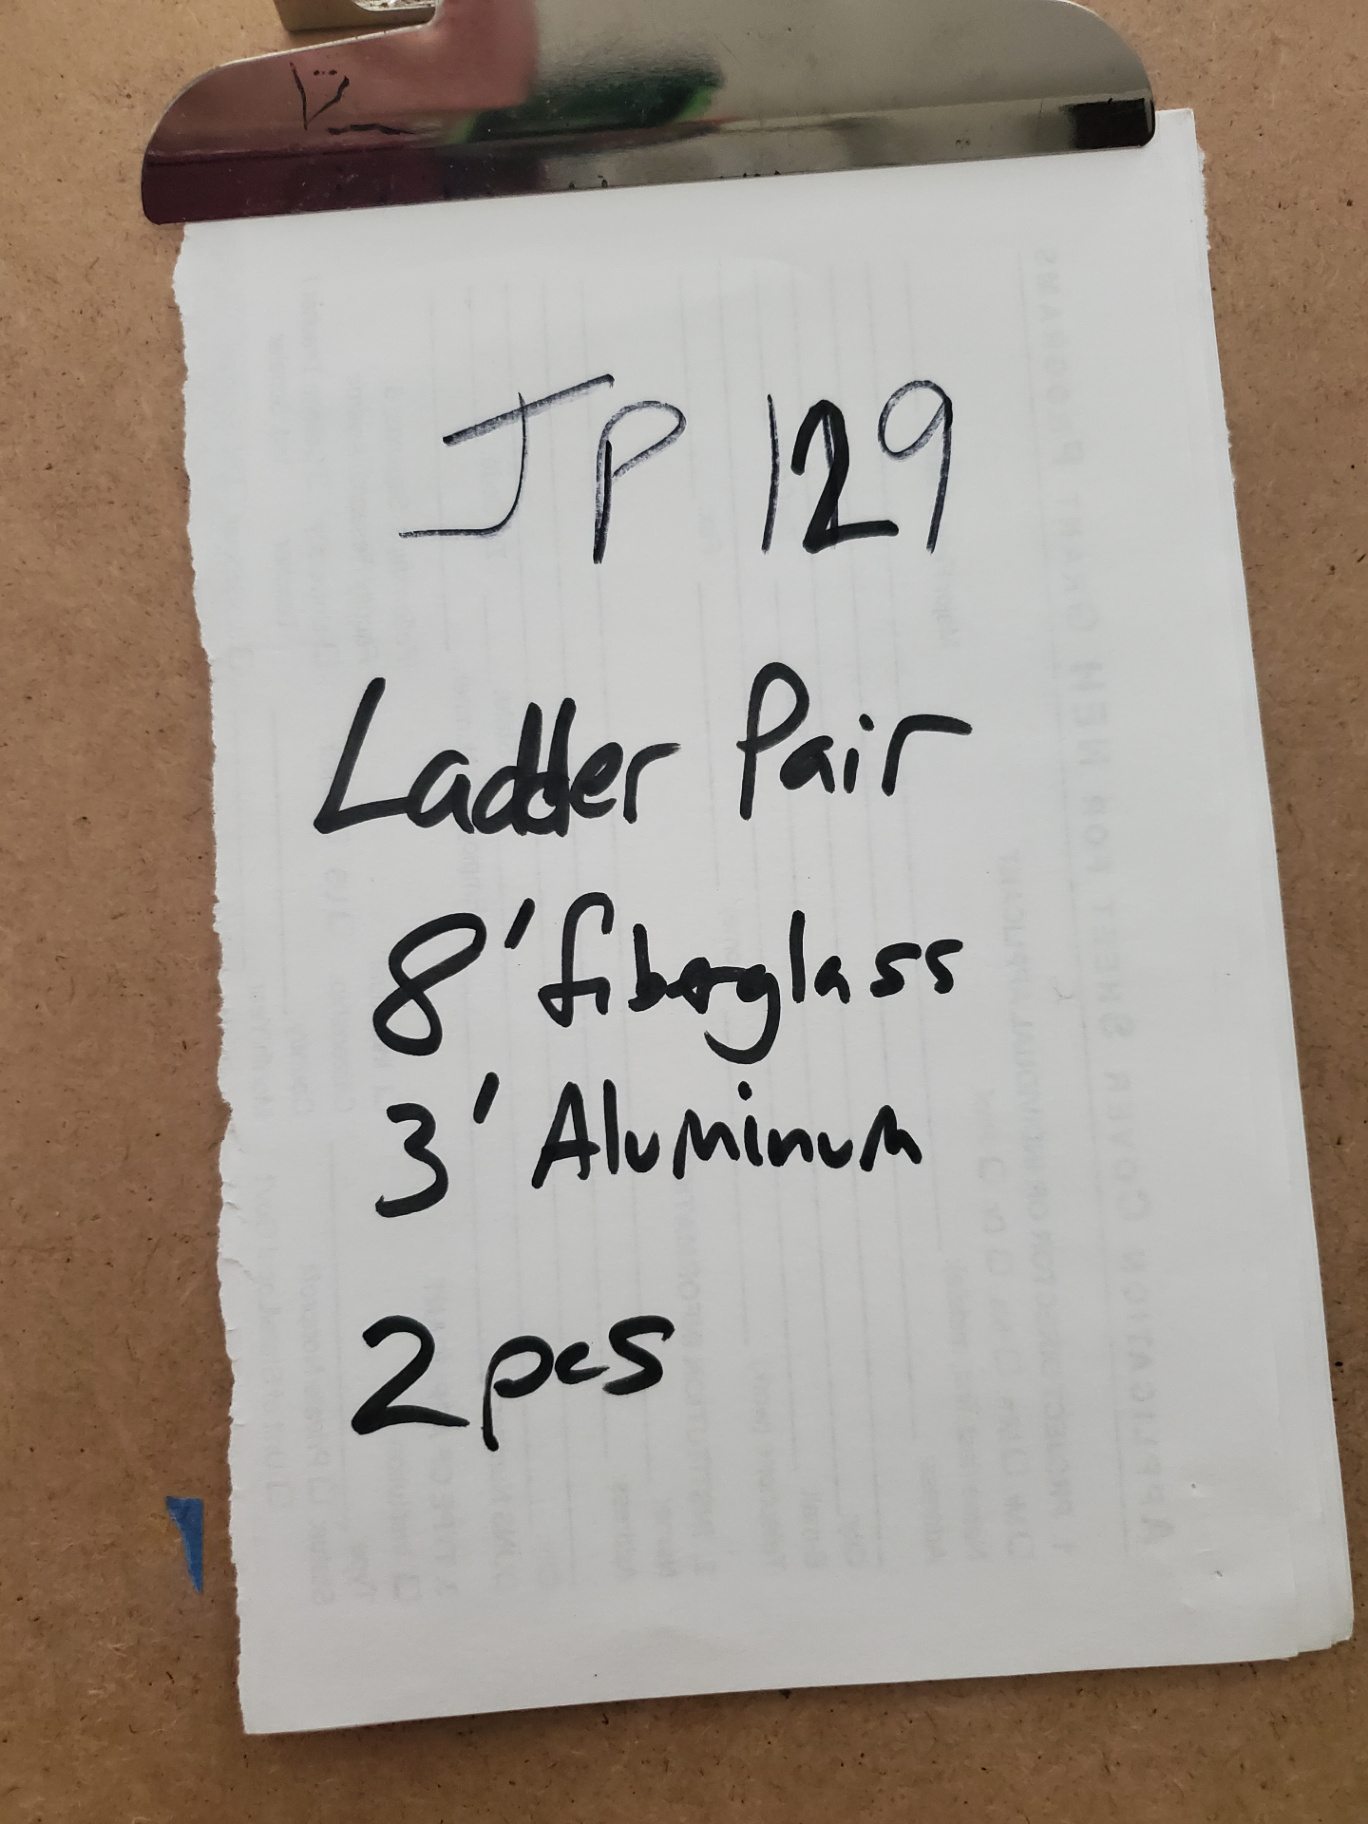 JP 129
Ladder Pair
8' fiberglass
3' Aluminum
2 pcs